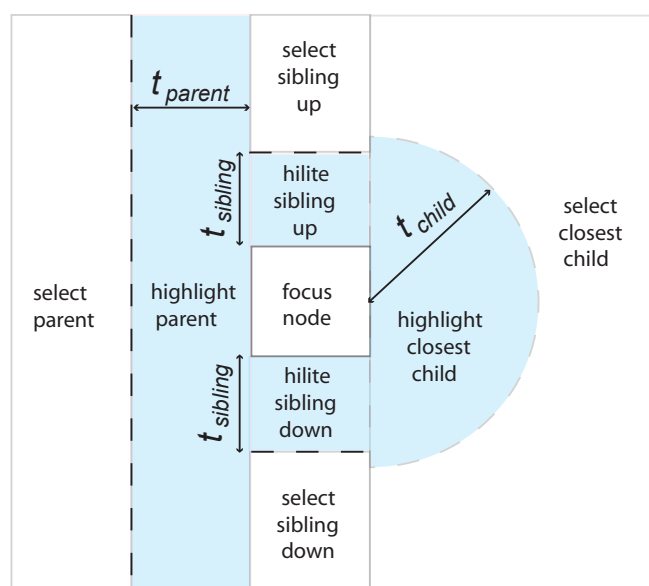 select
sibling
up
t parent
hilite
sibling
up
t sibling
t child
select
closest
child
select
parent
highlight
parent
focus
node
highlight
closest
child
hilite
sibling
down
t sibling
select
sibling
down